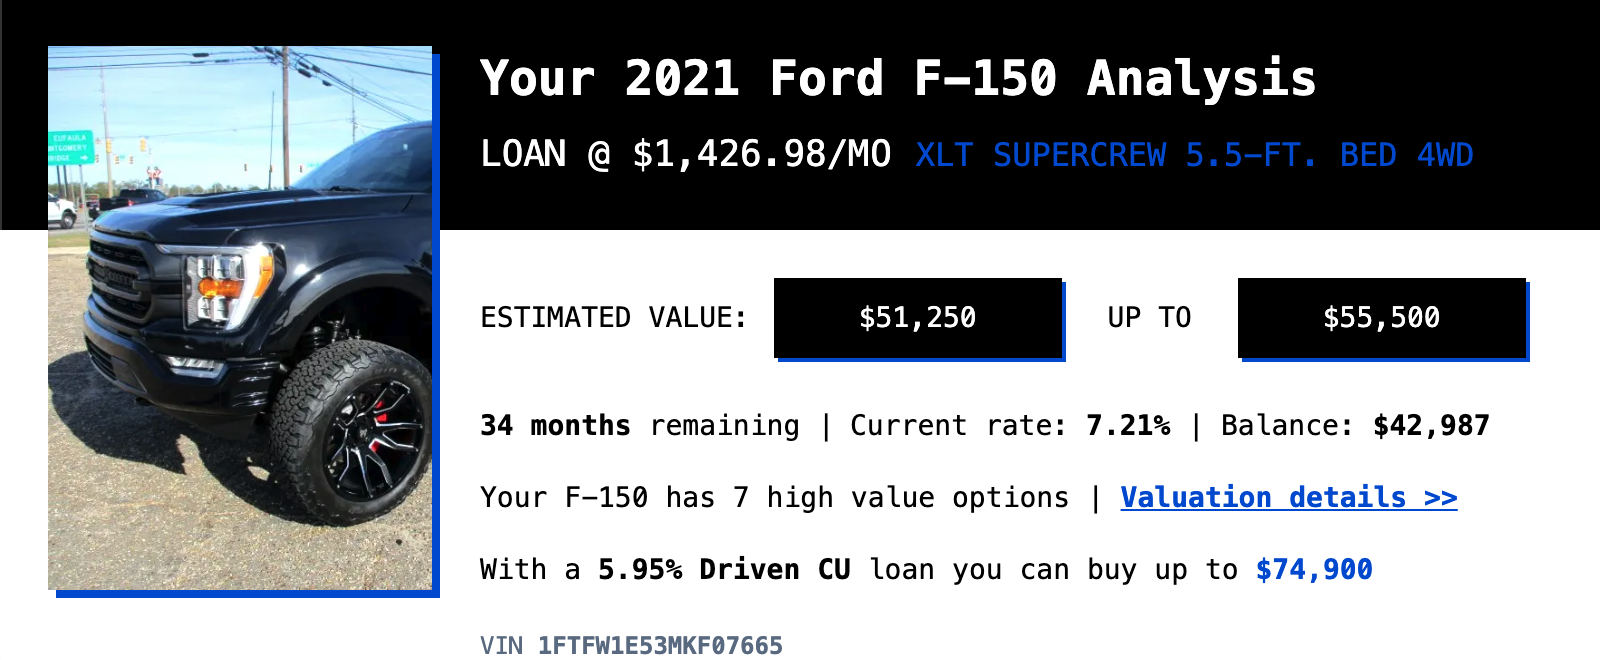 Your 2021 Ford F-150 Analysis
LOAN @ $1,426.98/MO XLT SUPERCREW 5.5-FT. BED 4WD
EUFAULA
ESTIMATED VALUE: $51,250 UP TO $55,500
34 months remaining | Current rate: 7.21% | Balance: $42,987
Your F-150 has 7 high value options | Valuation details >>
With a 5.95% Driven CU loan you can buy up to $74,900
VIN 1FTFW1E53MKF07665